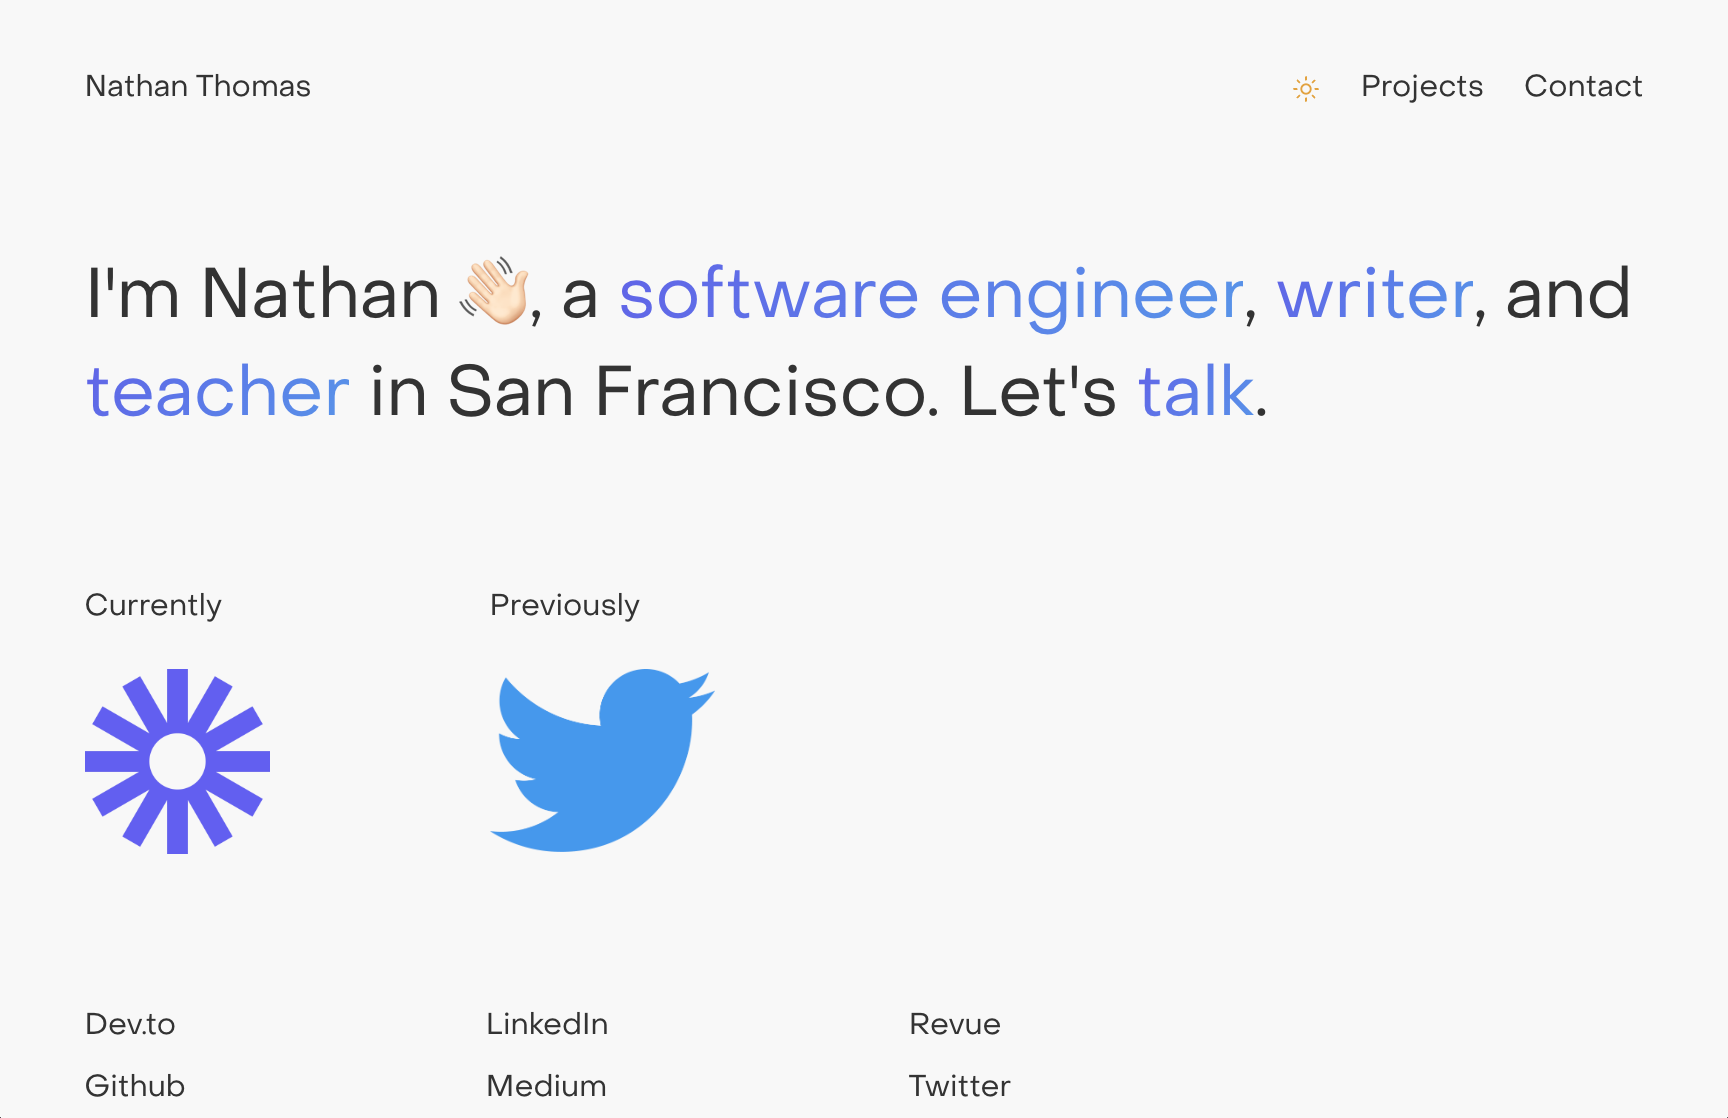 Nathan Thomas
Projects
Contact
I'm Nathan 👋🏻, a software engineer, writer, and
teacher in San Francisco. Let's talk.
Currently
Previously
Dev.to
LinkedIn
Revue
Github
Medium
Twitter